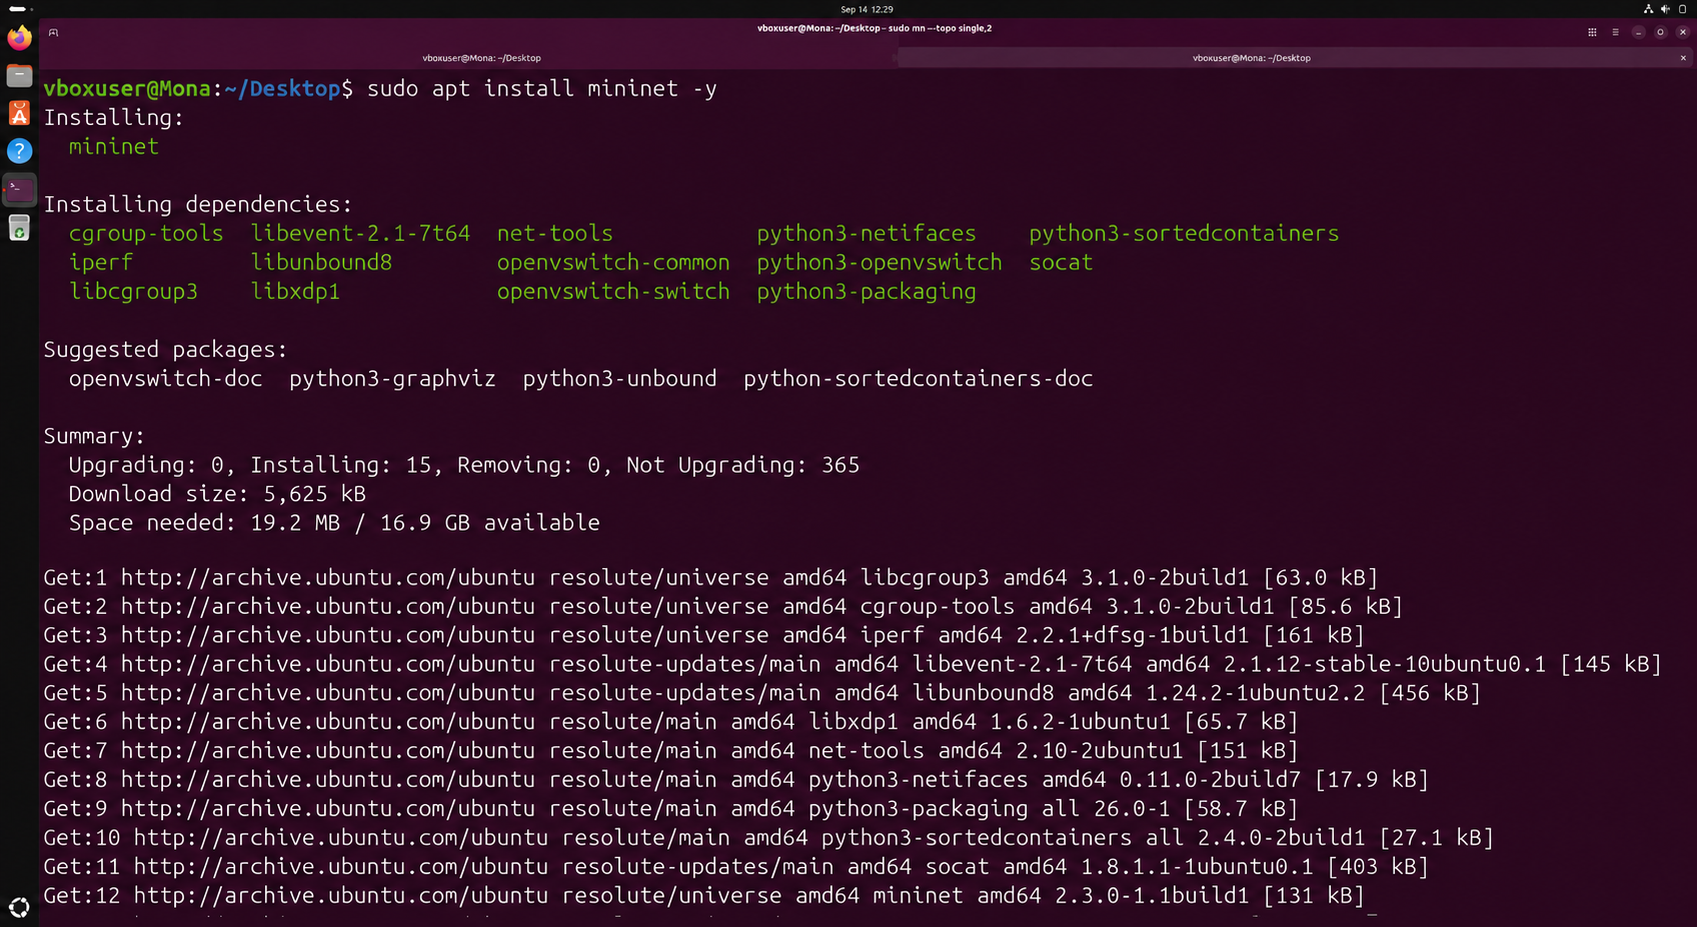 Sep 14 12:29
vboxuser@Mona: ~/Desktop – sudo mn --topo single,2
vboxuser@Mona: ~/Desktop
vboxuser@Mona: ~/Desktop
vboxuser@Mona:~/Desktop$ sudo apt install mininet -y
Installing:
mininet
Installing dependencies:
cgroup-tools libevent-2.1-7t64 net-tools python3-netifaces python3-sortedcontainers
iperf libunbound8 openvswitch-common python3-openvswitch socat
libcgroup3 libxdp1 openvswitch-switch python3-packaging
Suggested packages:
openvswitch-doc python3-graphviz python3-unbound python-sortedcontainers-doc
Summary:
Upgrading: 0, Installing: 15, Removing: 0, Not Upgrading: 365
Download size: 5,625 kB
Space needed: 19.2 MB / 16.9 GB available
Get:1 http://archive.ubuntu.com/ubuntu resolute/universe amd64 libcgroup3 amd64 3.1.0-2build1 [63.0 kB]
Get:2 http://archive.ubuntu.com/ubuntu resolute/universe amd64 cgroup-tools amd64 3.1.0-2build1 [85.6 kB]
Get:3 http://archive.ubuntu.com/ubuntu resolute/universe amd64 iperf amd64 2.2.1+dfsg-1build1 [161 kB]
Get:4 http://archive.ubuntu.com/ubuntu resolute-updates/main amd64 libevent-2.1-7t64 amd64 2.1.12-stable-10ubuntu0.1 [145 kB]
Get:5 http://archive.ubuntu.com/ubuntu resolute-updates/main amd64 libunbound8 amd64 1.24.2-1ubuntu2.2 [456 kB]
Get:6 http://archive.ubuntu.com/ubuntu resolute/main amd64 libxdp1 amd64 1.6.2-1ubuntu1 [65.7 kB]
Get:7 http://archive.ubuntu.com/ubuntu resolute/main amd64 net-tools amd64 2.10-2ubuntu1 [151 kB]
Get:8 http://archive.ubuntu.com/ubuntu resolute/main amd64 python3-netifaces amd64 0.11.0-2build7 [17.9 kB]
Get:9 http://archive.ubuntu.com/ubuntu resolute/main amd64 python3-packaging all 26.0-1 [58.7 kB]
Get:10 http://archive.ubuntu.com/ubuntu resolute/main amd64 python3-sortedcontainers all 2.4.0-2build1 [27.1 kB]
Get:11 http://archive.ubuntu.com/ubuntu resolute-updates/main amd64 socat amd64 1.8.1.1-1ubuntu0.1 [403 kB]
Get:12 http://archive.ubuntu.com/ubuntu resolute/universe amd64 mininet amd64 2.3.0-1.1build1 [131 kB]